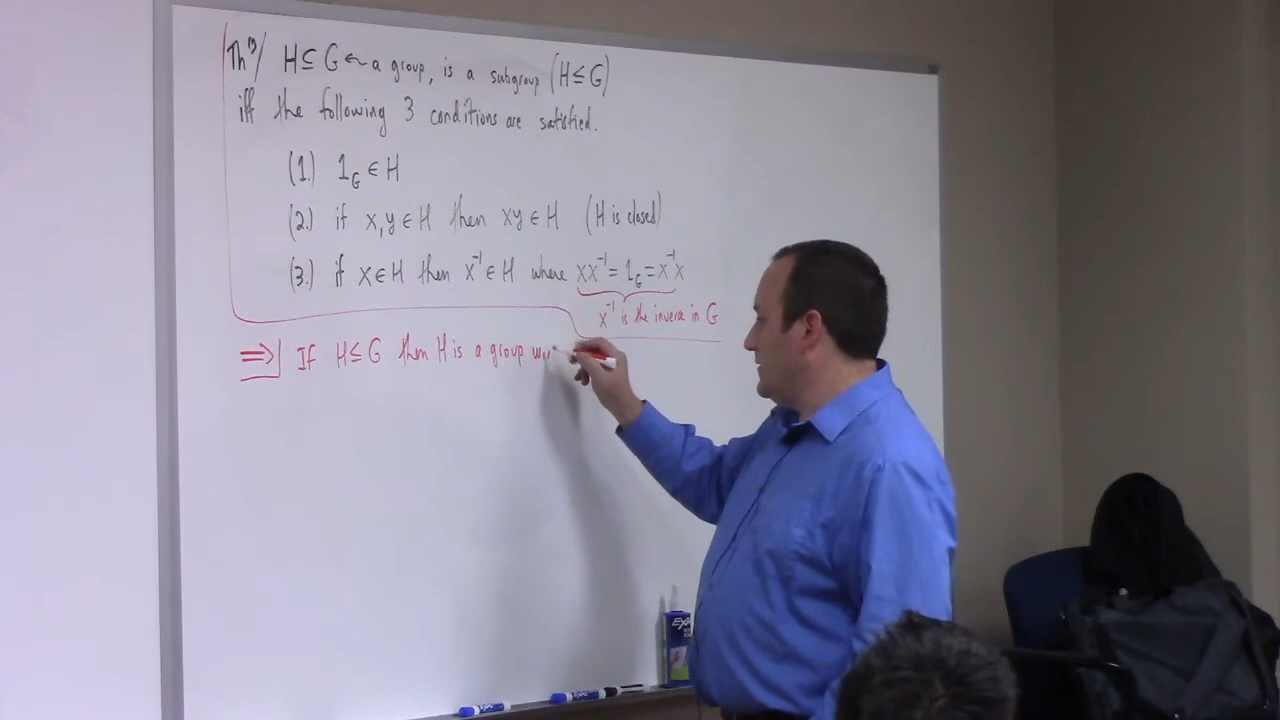 Th^m/ H ⊆ G ← a group, is a subgroup (H ≤ G)
iff the following 3 conditions are satisfied.
(1.) 1_G ∈ H
(2.) if x, y ∈ H then xy ∈ H (H is closed)
(3.) if x ∈ H then x⁻¹ ∈ H where xx⁻¹ = 1_G = x⁻¹x
x⁻¹ is the inverse in G
⇒ If H ≤ G then H is a group